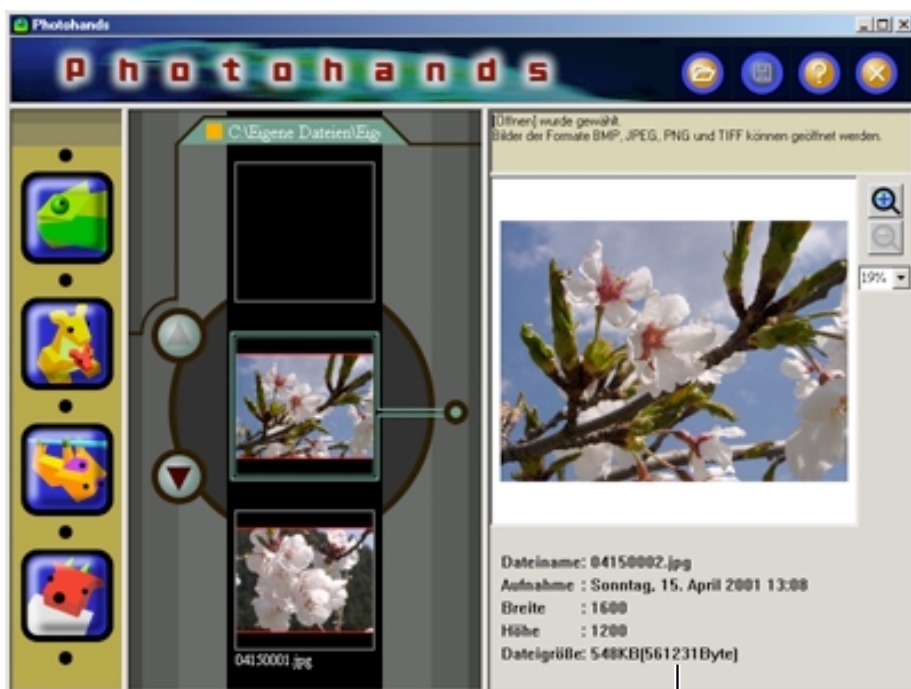 Photohands
Photohands
C:\Eigene Dateien\Eige
[Öffnen] wurde gewählt.
Bilder der Formate BMP, JPEG, PNG und TIFF können geöffnet werden.
19%
04150001.jpg
Dateiname: 04150002.jpg
Aufnahme : Sonntag, 15. April 2001 13:08
Breite : 1600
Höhe : 1200
Dateigröße: 548KB(561231Byte)